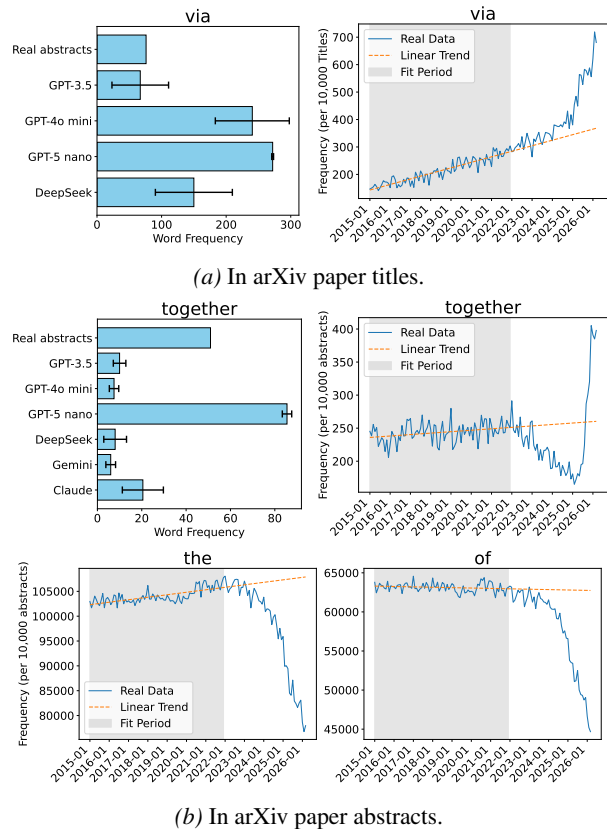 via
Real abstracts
GPT-3.5
GPT-4o mini
GPT-5 nano
DeepSeek
0 100 200 300
Word Frequency
via
Frequency (per 10,000 Titles)
700
600
500
400
300
200
Real Data
Linear Trend
Fit Period
2015-01 2016-01 2017-01 2018-01 2019-01 2020-01 2021-01 2022-01 2023-01 2024-01 2025-01 2026-01
(a) In arXiv paper titles.
together
Real abstracts
GPT-3.5
GPT-4o mini
GPT-5 nano
DeepSeek
Gemini
Claude
0 20 40 60 80
Word Frequency
together
Frequency (per 10,000 abstracts)
400
350
300
250
200
Real Data
Linear Trend
Fit Period
2015-01 2016-01 2017-01 2018-01 2019-01 2020-01 2021-01 2022-01 2023-01 2024-01 2025-01 2026-01
the
Frequency (per 10,000 abstracts)
105000
100000
95000
90000
85000
80000
Real Data
Linear Trend
Fit Period
2015-01 2016-01 2017-01 2018-01 2019-01 2020-01 2021-01 2022-01 2023-01 2024-01 2025-01 2026-01
of
65000
60000
55000
50000
45000
2015-01 2016-01 2017-01 2018-01 2019-01 2020-01 2021-01 2022-01 2023-01 2024-01 2025-01 2026-01
(b) In arXiv paper abstracts.